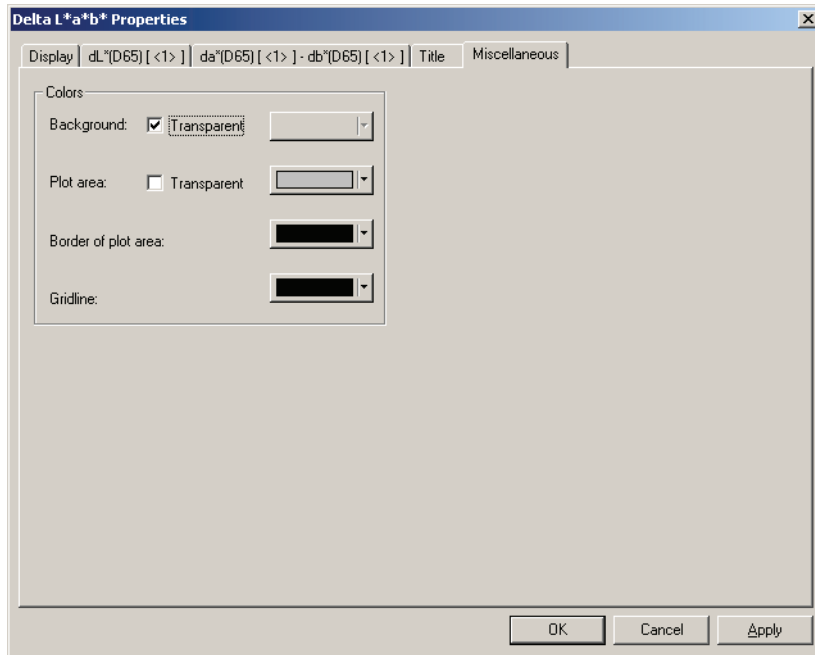 Delta L*a*b* Properties
Display dL*(D65) [ <1> ] da*(D65) [ <1> ] - db*(D65) [ <1> ] Title Miscellaneous
Colors
Background: Transparent
Plot area: Transparent
Border of plot area:
Gridline:
OK Cancel Apply